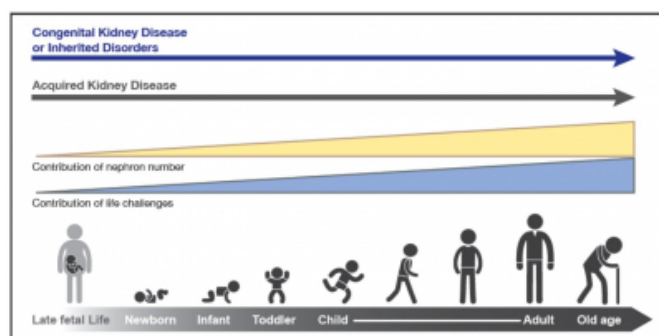 Congenital Kidney Disease
or Inherited Disorders
Acquired Kidney Disease
Contribution of nephron number
Contribution of life challenges
Late fetal Life Newborn Infant Toddler Child Adult Old age